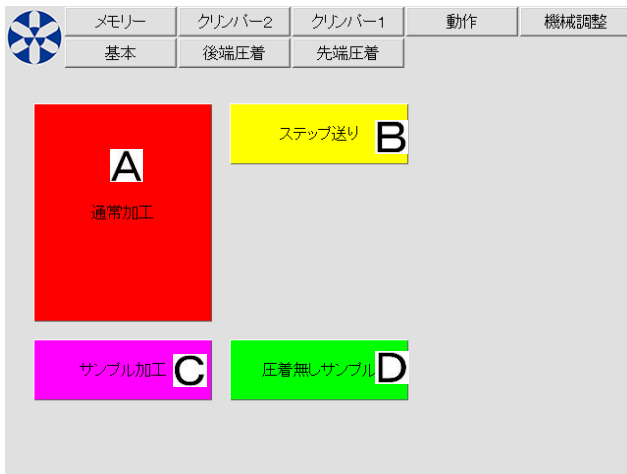 メモリー クリンパー2 クリンパー1 動作 機械調整
基本 後端圧着 先端圧着
ステップ送り B
A
通常加工
サンプル加工 C 圧着無しサンプル D